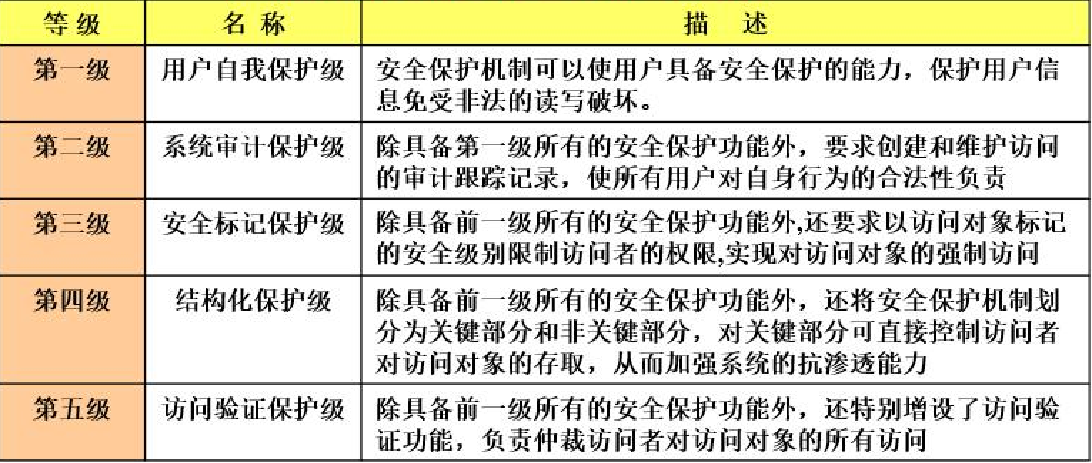 等级 名称 描述
第一级 用户自我保护级 安全保护机制可以使用户具备安全保护的能力，保护用户信
息免受非法的读写破坏。
第二级 系统审计保护级 除具备第一级所有的安全保护功能外，要求创建和维护访问
的审计跟踪记录，使所有用户对自身行为的合法性负责
第三级 安全标记保护级 除具备前一级所有的安全保护功能外,还要求以访问对象标记
的安全级别限制访问者的权限,实现对访问对象的强制访问
第四级 结构化保护级 除具备前一级所有的安全保护功能外，还将安全保护机制划
分为关键部分和非关键部分，对关键部分可直接控制访问者
对访问对象的存取，从而加强系统的抗渗透能力
第五级 访问验证保护级 除具备前一级所有的安全保护功能外，还特别增设了访问验
证功能，负责仲裁访问者对访问对象的所有访问